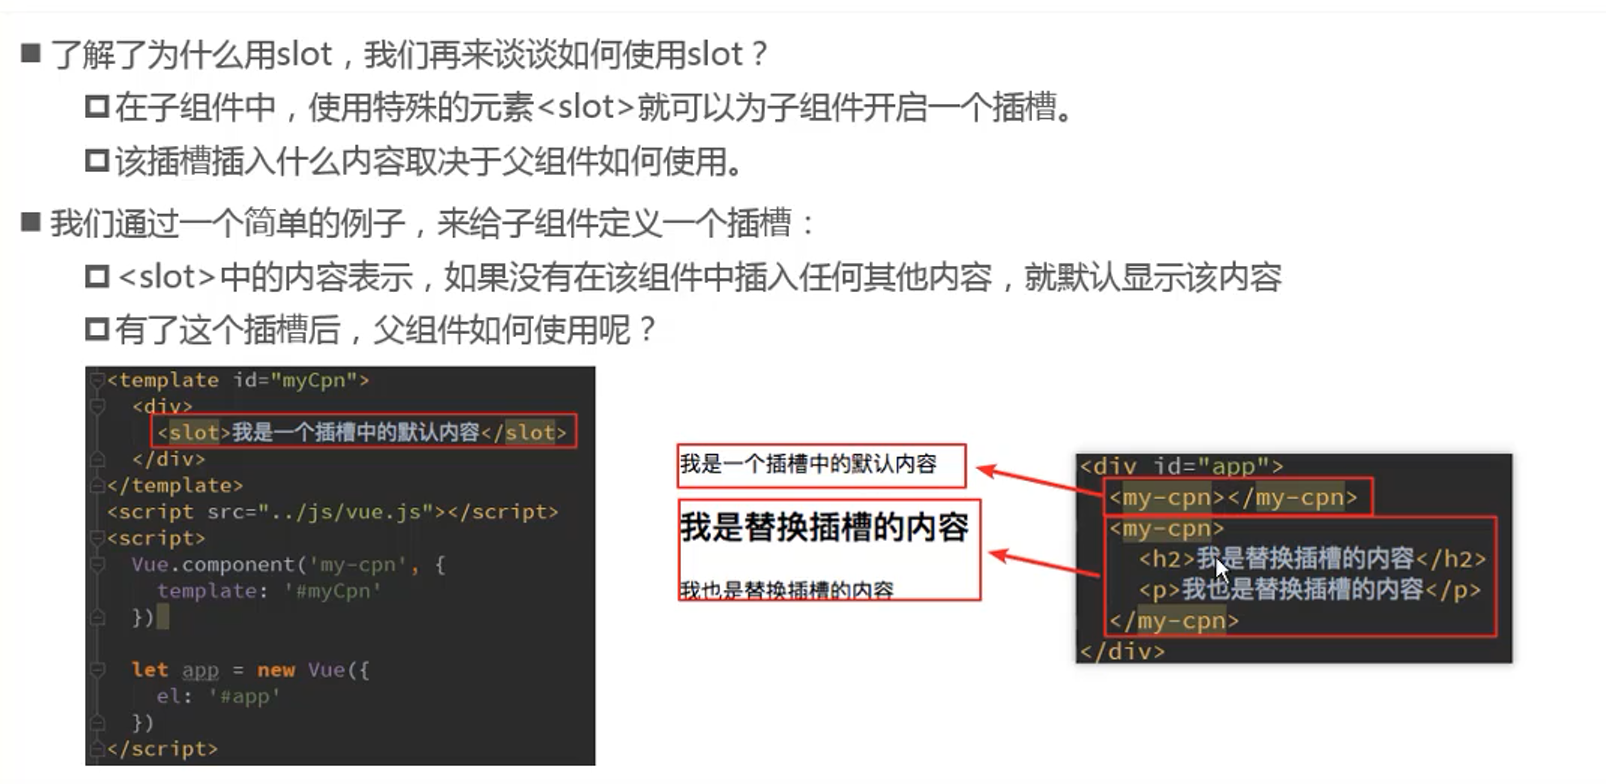 了解了为什么用slot，我们再来谈谈如何使用slot？
在子组件中，使用特殊的元素<slot>就可以为子组件开启一个插槽。
该插槽插入什么内容取决于父组件如何使用。
我们通过一个简单的例子，来给子组件定义一个插槽：
<slot>中的内容表示，如果没有在该组件中插入任何其他内容，就默认显示该内容
有了这个插槽后，父组件如何使用呢？
<template id="myCpn">
<div>
<slot>我是一个插槽中的默认内容</slot>
</div>
</template>
<script src="../js/vue.js"></script>
<script>
Vue.component('my-cpn', {
template: '#myCpn'
})
let app = new Vue({
el: '#app'
})
</script>
我是一个插槽中的默认内容
我是替换插槽的内容
我也是替换插槽的内容
<div id="app">
<my-cpn></my-cpn>
<my-cpn>
<h2>我是替换插槽的内容</h2>
<p>我也是替换插槽的内容</p>
</my-cpn>
</div>